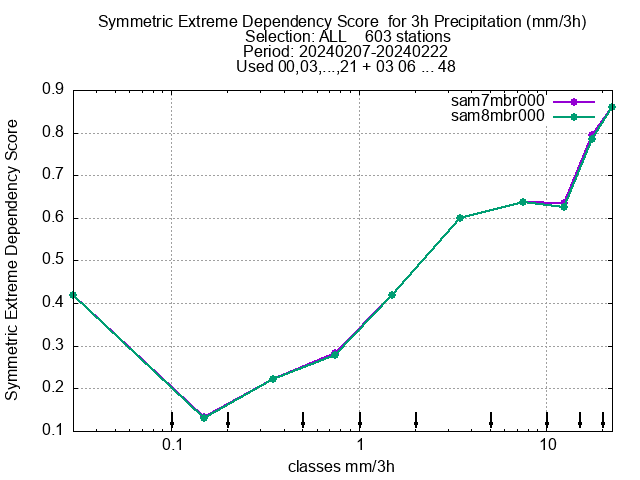 Symmetric Extreme Dependency Score  for 3h Precipitation (mm/3h)
Selection: ALL    603 stations
Period: 20240207-20240222
Used 00,03,...,21 + 03 06 ... 48
sam7mbr000
sam8mbr000
Symmetric Extreme Dependency Score
0.9
0.8
0.7
0.6
0.5
0.4
0.3
0.2
0.1
0.1 1 10
classes mm/3h